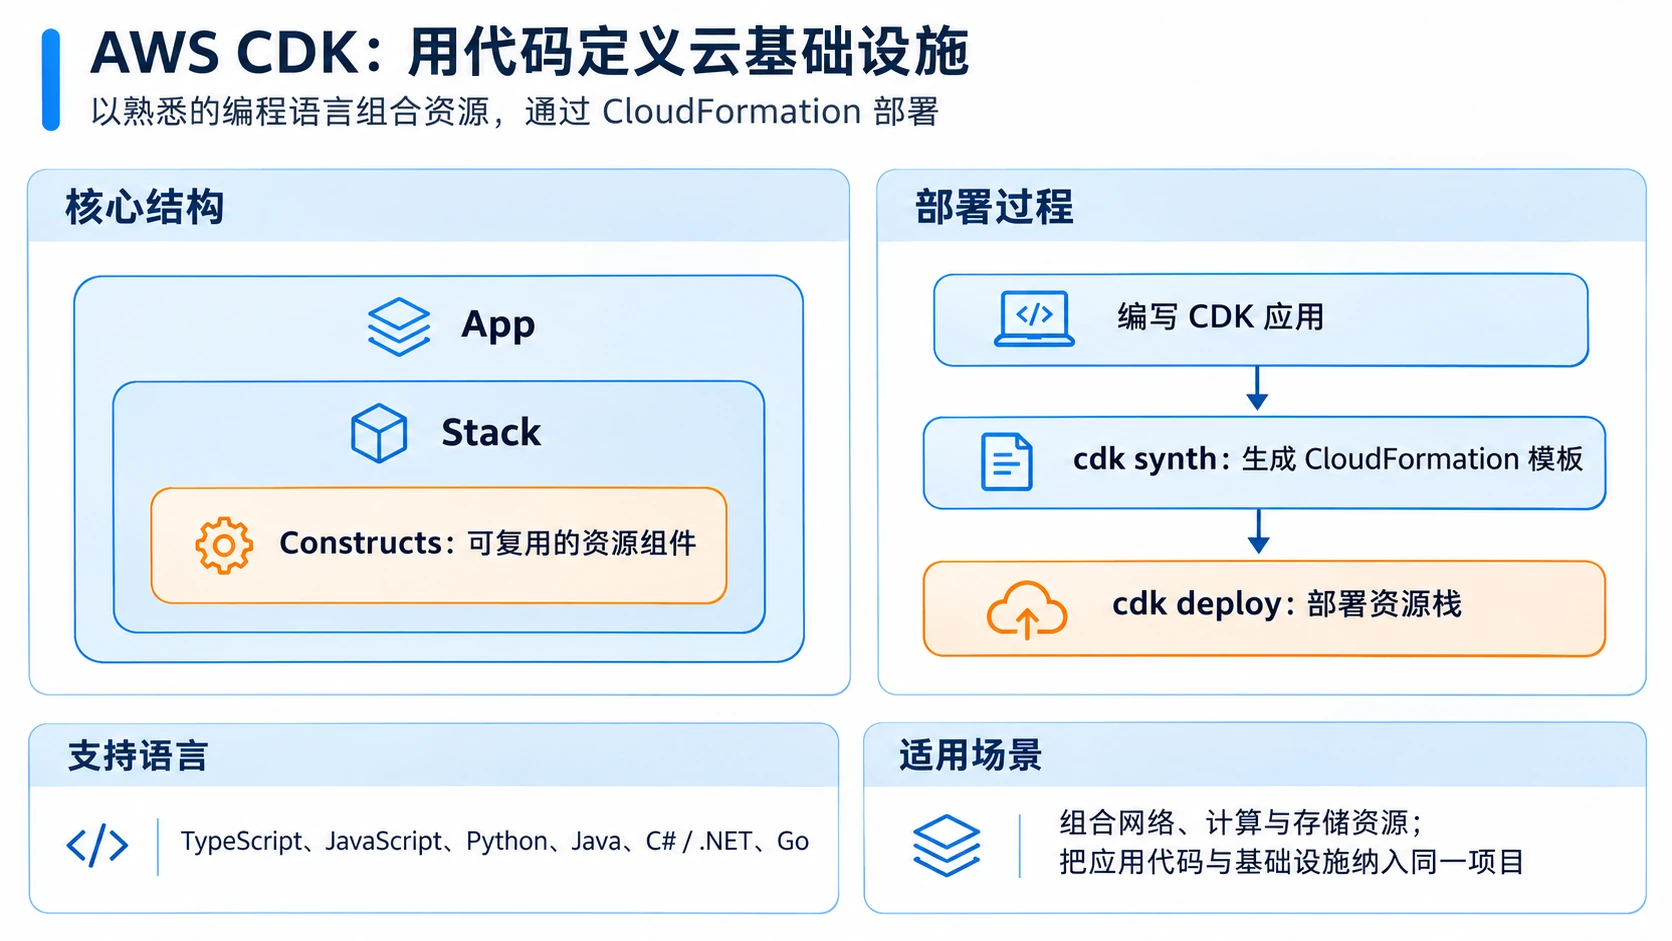 AWS CDK：用代码定义云基础设施
以熟悉的编程语言组合资源，通过 CloudFormation 部署
核心结构
App
Stack
Constructs：可复用的资源组件
部署过程
</>
编写 CDK 应用
cdk synth：生成 CloudFormation 模板
cdk deploy：部署资源栈
支持语言
</>
TypeScript、JavaScript、Python、Java、C# / .NET、Go
适用场景
组合网络、计算与存储资源；
把应用代码与基础设施纳入同一项目